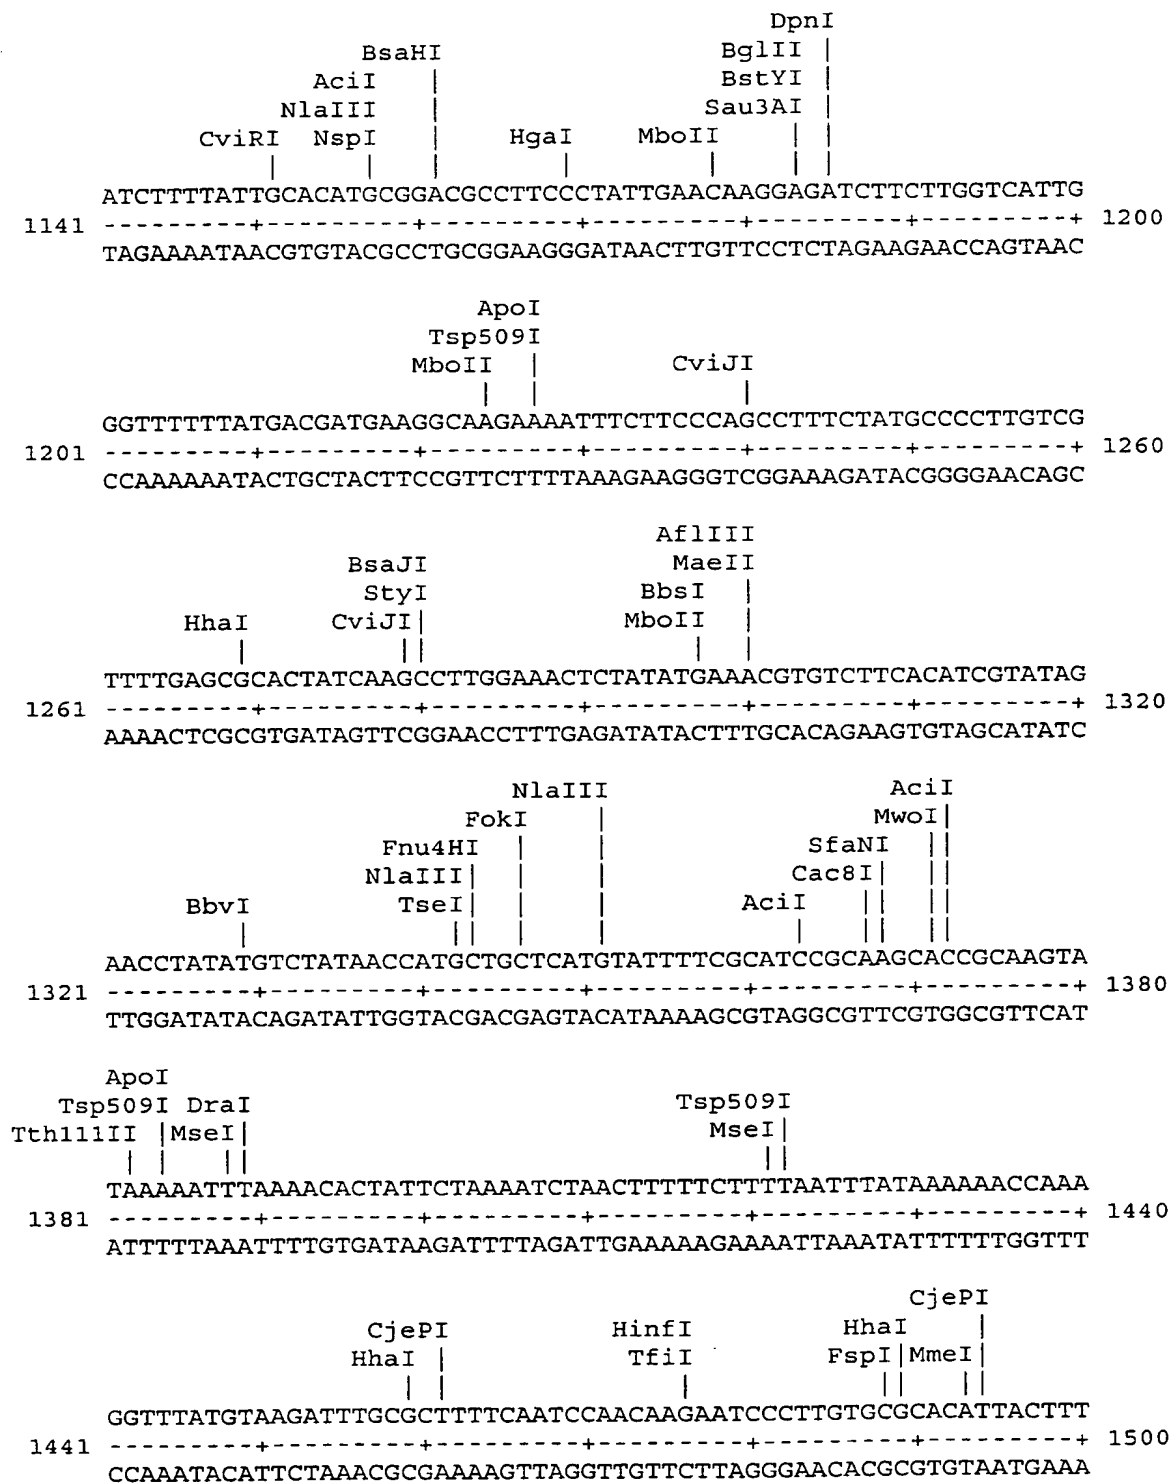 DpnI
BsaHI BglII
AciI BstYI
NlaIII Sau3AI
CviRI NspI HgaI MboII
ATCTTTTATTGCACATGCGGACGCCTTCCCTATTGAACAAGGAGATCTTCTTGGTCATTG
1141 ---------+---------+---------+---------+---------+---------+ 1200
TAGAAAATAACGTGTACGCCTGCGGAAGGGATAACTTGTTCCTCTAGAAGAACCAGTAAC
ApoI
Tsp509I
MboII CviJI
GGTTTTTTATGACGATGAAGGCAAGAAAATTTCTTCCCAGCCTTTCTATGCCCCTTGTCG
1201 ---------+---------+---------+---------+---------+---------+ 1260
CCAAAAAATACTGCTACTTCCGTTCTTTTAAAGAAGGGTCGGAAAGATACGGGGAACAGC
AflIII
BsaJI MaeII
StyI BbsI
HhaI CviJI MboII
TTTTGAGCGCACTATCAAGCCTTGGAAACTCTATATGAAACGTGTCTTCACATCGTATAG
1261 ---------+---------+---------+---------+---------+---------+ 1320
AAAACTCGCGTGATAGTTCGGAACCTTTGAGATATACTTTGCACAGAAGTGTAGCATATC
NlaIII AciI
FokI MwoI
Fnu4HI SfaNI
NlaIII Cac8I
BbvI TseI AciI
AACCTATATGTCTATAACCATGCTGCTCATGTATTTTCGCATCCGCAAGCACCGCAAGTA
1321 ---------+---------+---------+---------+---------+---------+ 1380
TTGGATATACAGATATTGGTACGACGAGTACATAAAAGCGTAGGCGTTCGTGGCGTTCAT
ApoI
Tsp509I DraI Tsp509I
Tth111II MseI MseI
TAAAAATTTAAAACACTATTCTAAAATCTAACTTTTTCTTTTAATTTATAAAAAACCAAA
1381 ---------+---------+---------+---------+---------+---------+ 1440
ATTTTTAAATTTTGTGATAAGATTTTAGATTGAAAAAGAAAATTAAATATTTTTTGGTTT
CjePI
CjePI HinfI HhaI
HhaI TfiI FspI MmeI
GGTTTATGTAAGATTTGCGCTTTTCAATCCAACAAGAATCCCTTGTGCGCACATTACTTT
1441 ---------+---------+---------+---------+---------+---------+ 1500
CCAAATACATTCTAAACGCGAAAAGTTAGGTTGTTCTTAGGGAACACGCGTGTAATGAAA